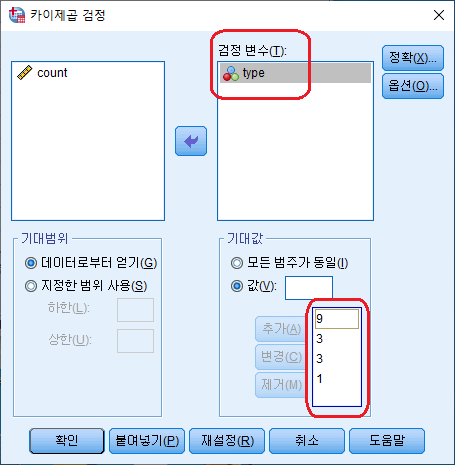 카이제곱 검정
검정 변수(T):
count
type
정확(X)...
옵션(O)...
기대범위
데이터로부터 얻기(G)
지정한 범위 사용(S)
하한(L):
상한(U):
기대값
모든 범주가 동일(I)
값(V):
추가(A)
변경(C)
제거(M)
9
3
3
1
확인
붙여넣기(P)
재설정(R)
취소
도움말